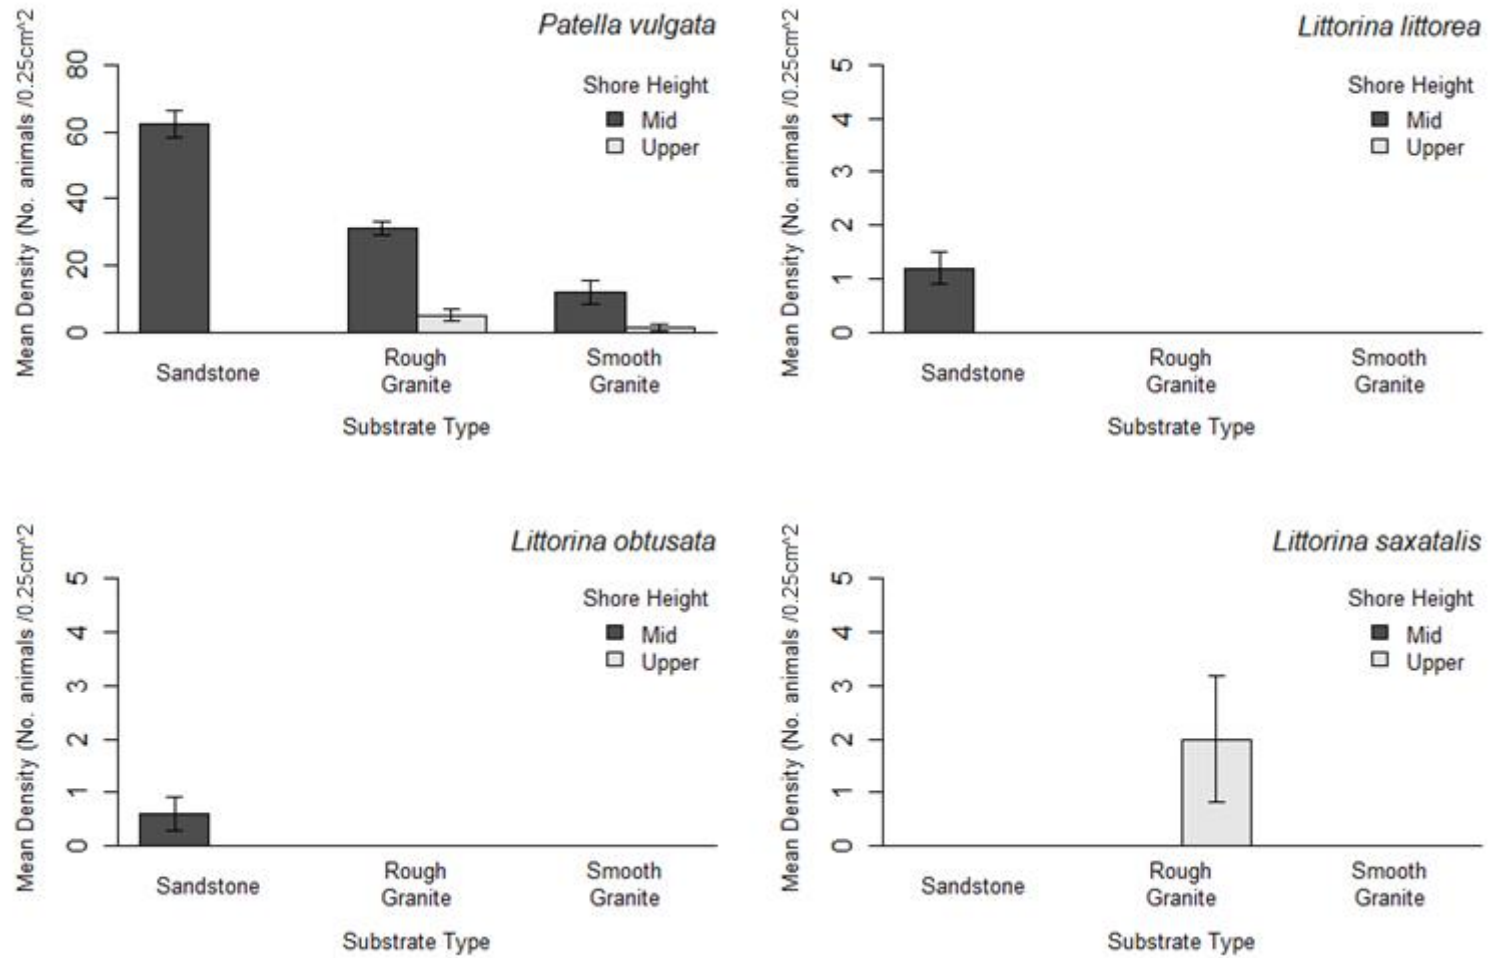 Patella vulgata
Mean Density (No. animals /0.25cm^2
80
60
40
20
0
Shore Height
Mid
Upper
Sandstone
Rough
Granite
Smooth
Granite
Substrate Type
Littorina littorea
Mean Density (No. animals /0.25cm^2
5
4
3
2
1
0
Shore Height
Mid
Upper
Sandstone
Rough
Granite
Smooth
Granite
Substrate Type
Littorina obtusata
Mean Density (No. animals /0.25cm^2
5
4
3
2
1
0
Shore Height
Mid
Upper
Sandstone
Rough
Granite
Smooth
Granite
Substrate Type
Littorina saxatalis
Mean Density (No. animals /0.25cm^2
5
4
3
2
1
0
Shore Height
Mid
Upper
Sandstone
Rough
Granite
Smooth
Granite
Substrate Type